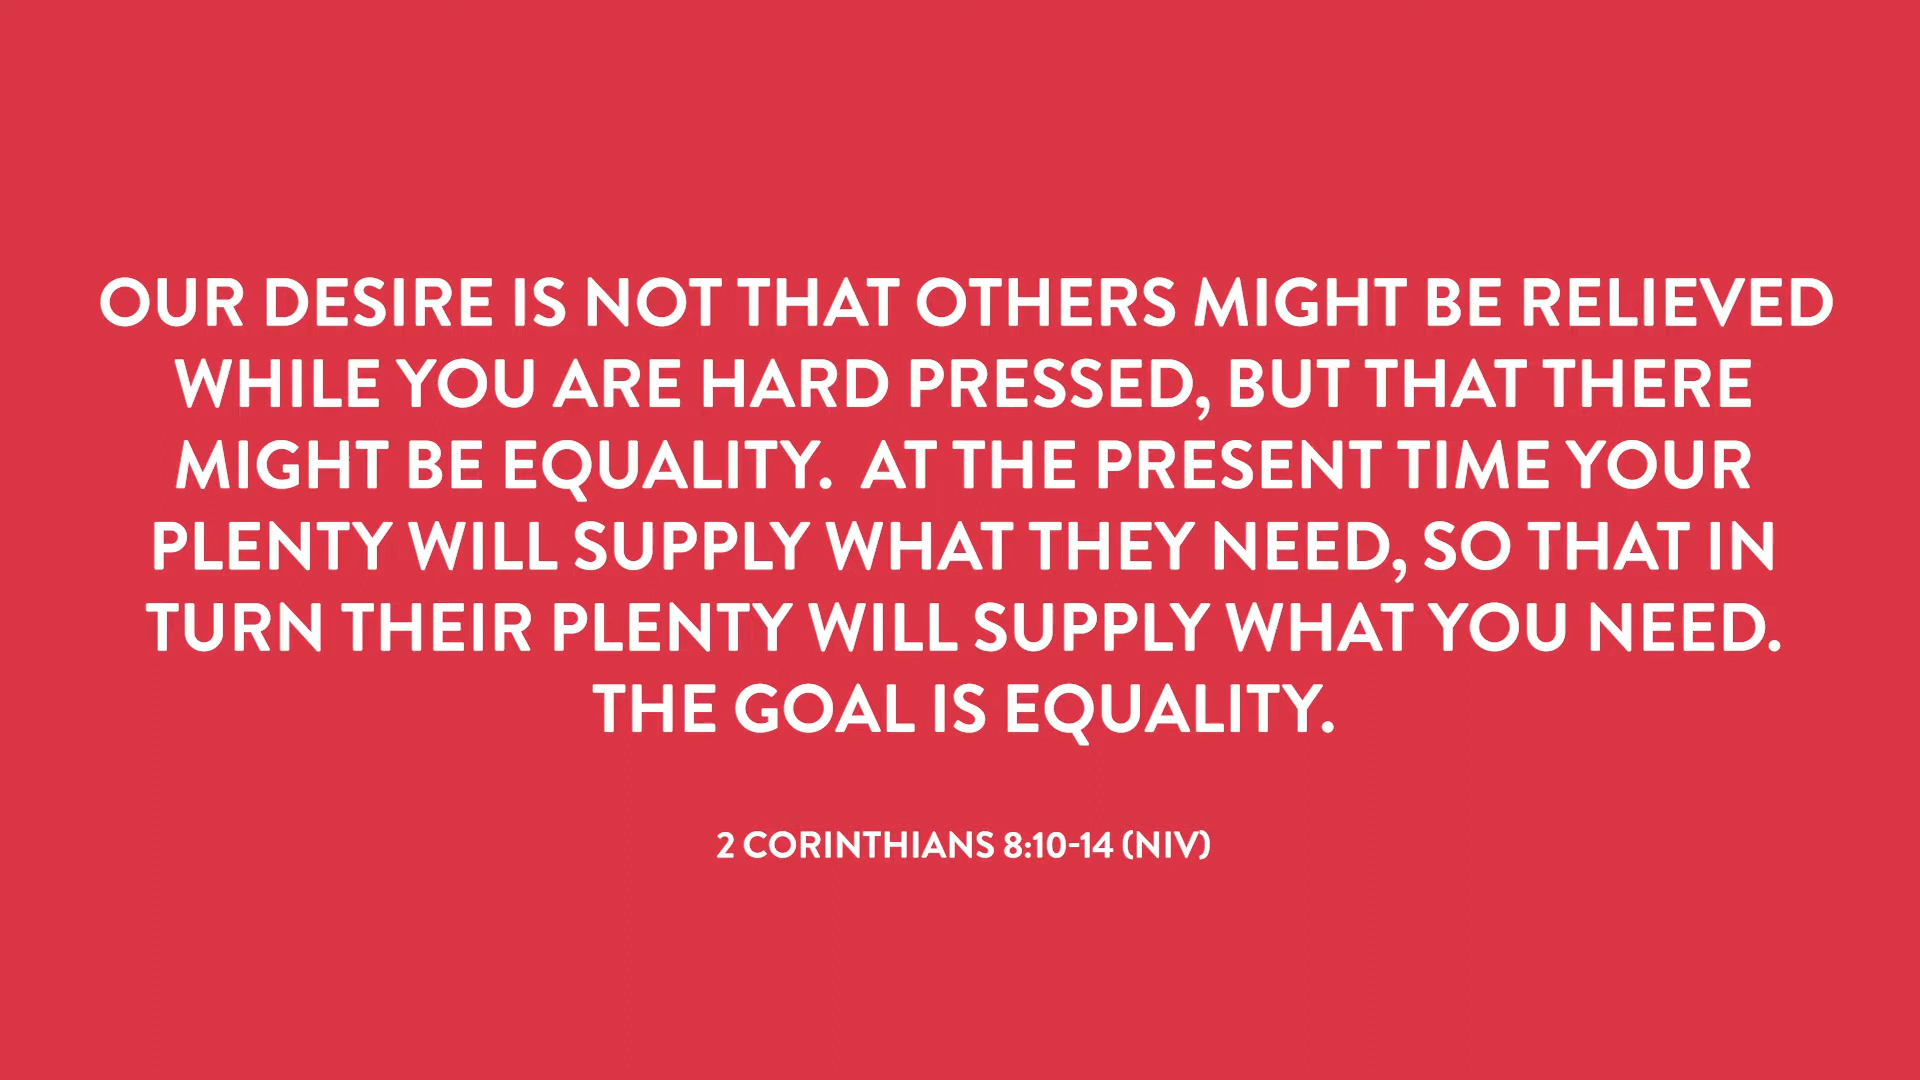 OUR DESIRE IS NOT THAT OTHERS MIGHT BE RELIEVED
WHILE YOU ARE HARD PRESSED, BUT THAT THERE
MIGHT BE EQUALITY.  AT THE PRESENT TIME YOUR
PLENTY WILL SUPPLY WHAT THEY NEED, SO THAT IN
TURN THEIR PLENTY WILL SUPPLY WHAT YOU NEED.
THE GOAL IS EQUALITY.
2 CORINTHIANS 8:10-14 (NIV)